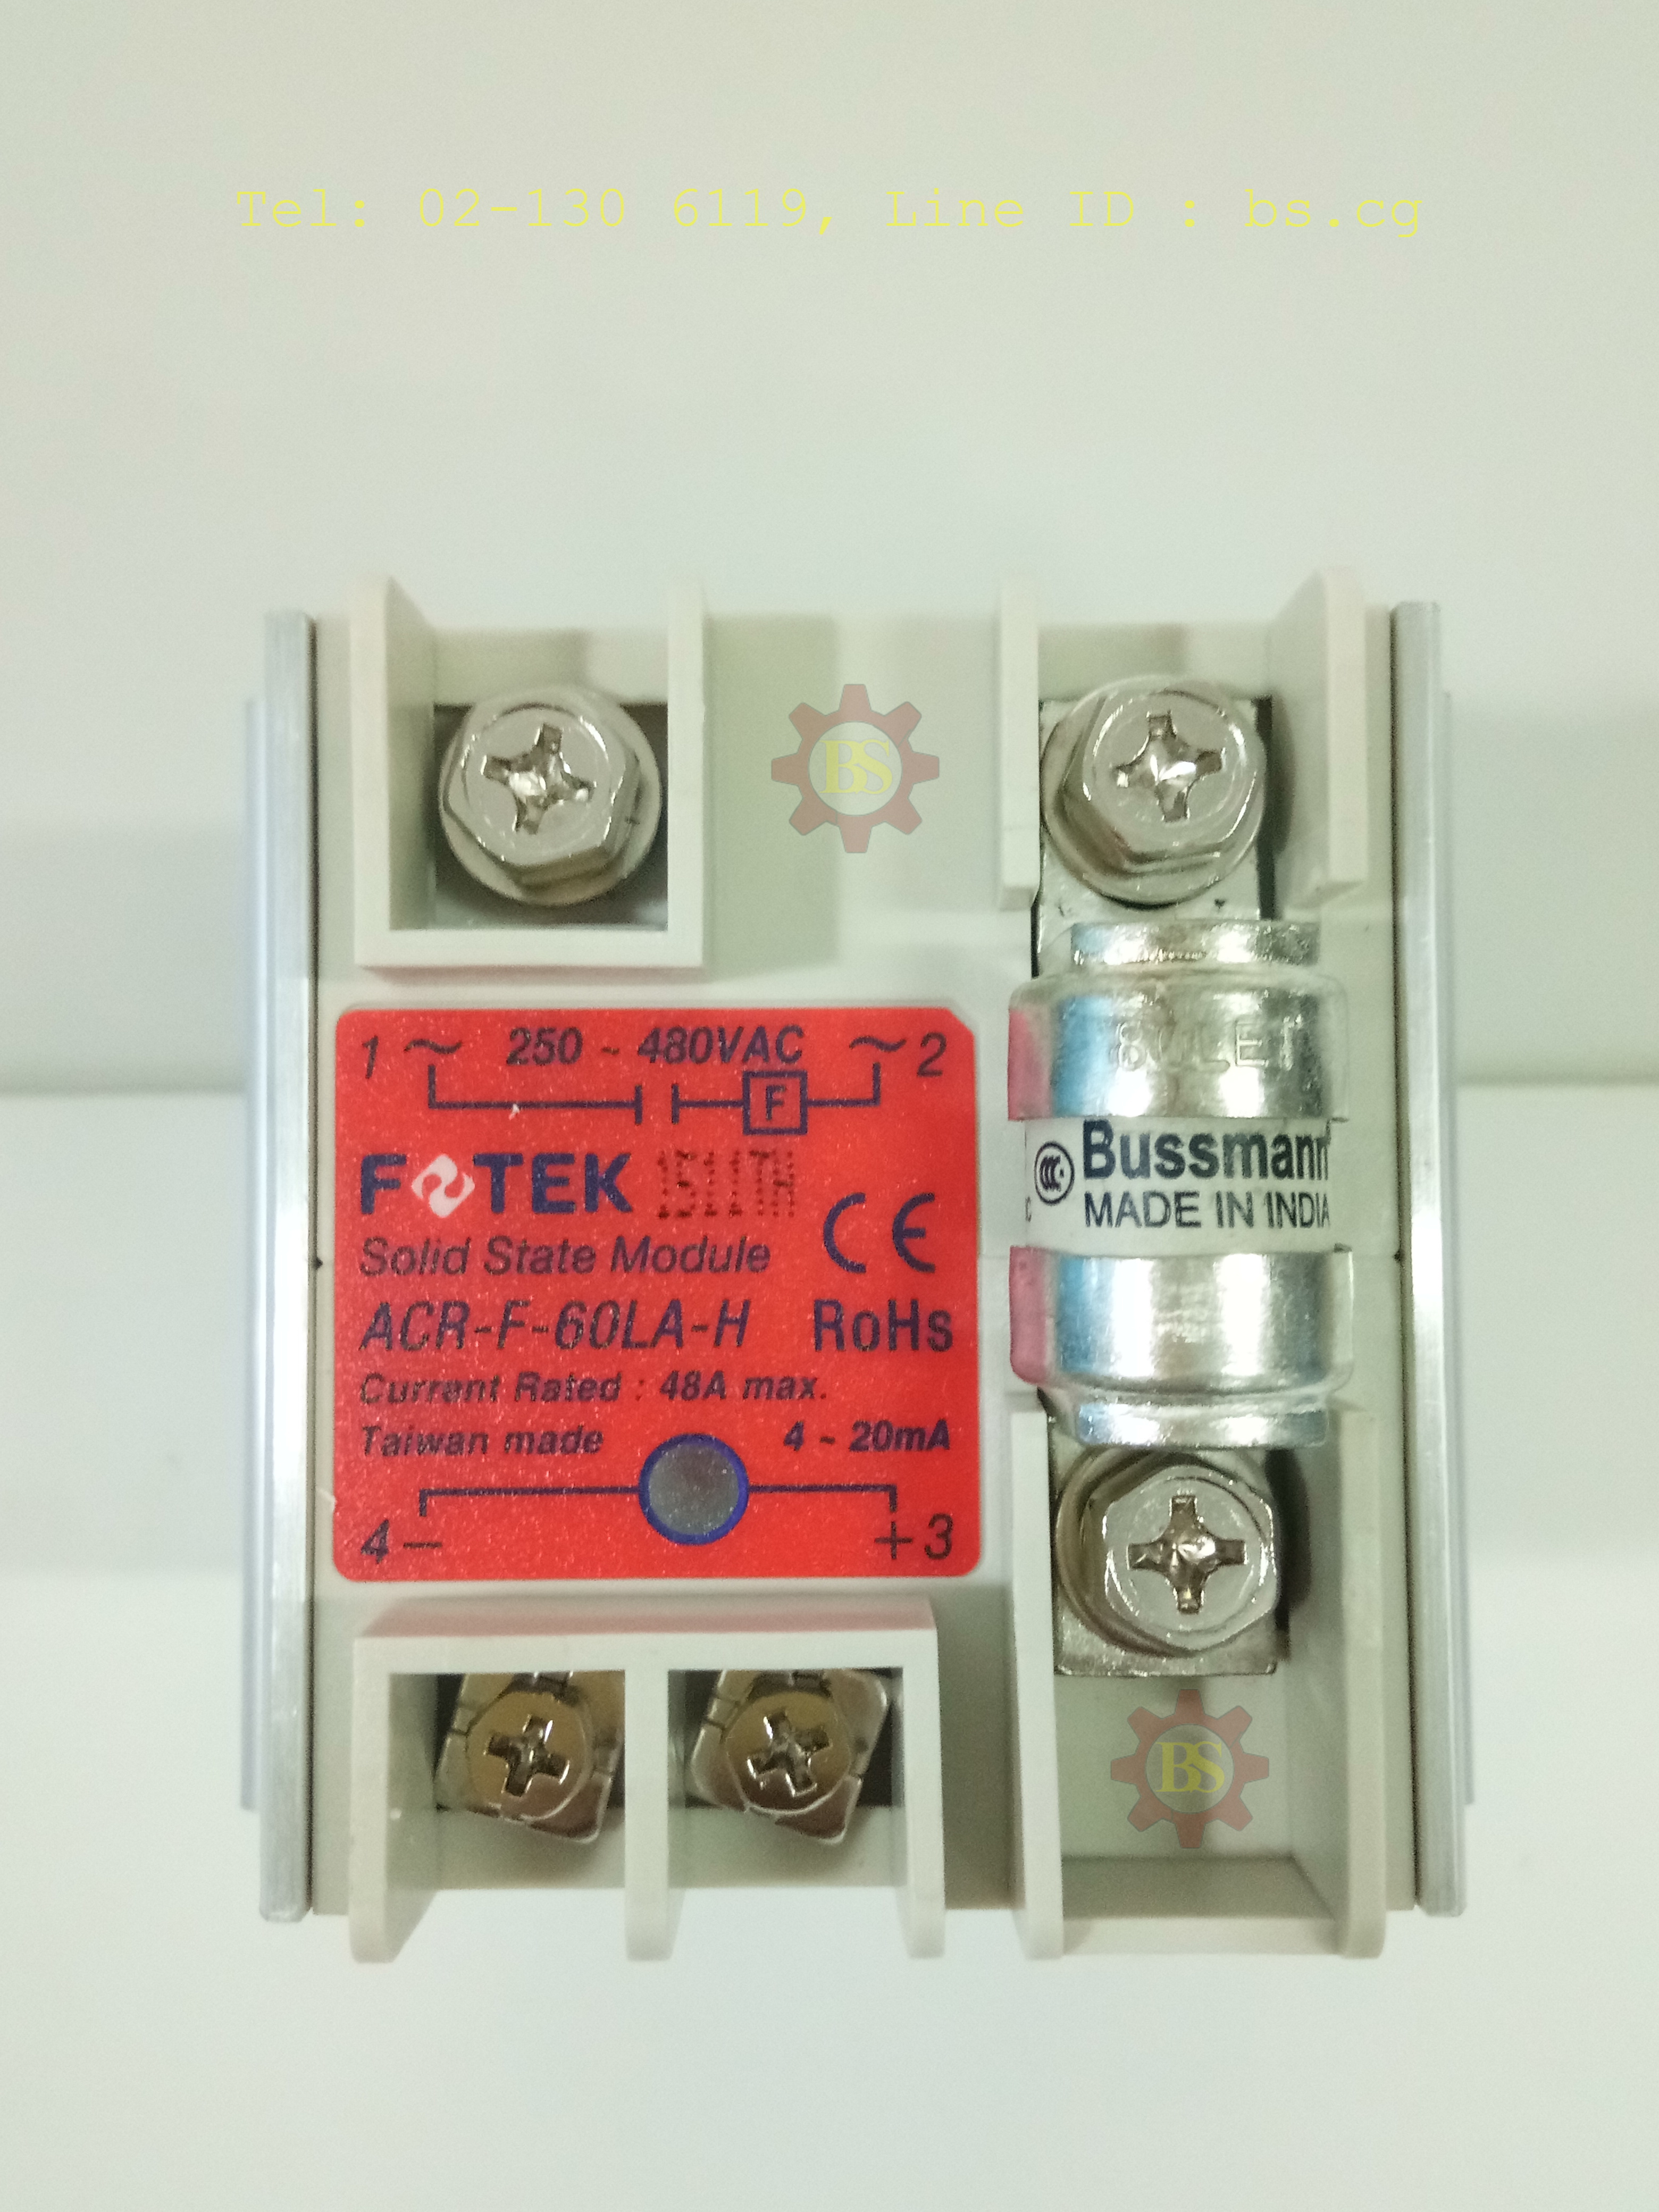 Tel: 02-130 6119, Line ID : bs.cg
BS
1 ~ 250 ~ 480VAC ~ 2
F
FOTEK
Solid State Module
CE
ACR-F-60LA-H RoHs
Current Rated : 48A max.
Taiwan made 4 ~ 20mA
4 - + 3
Bussmann
MADE IN INDIA
BS